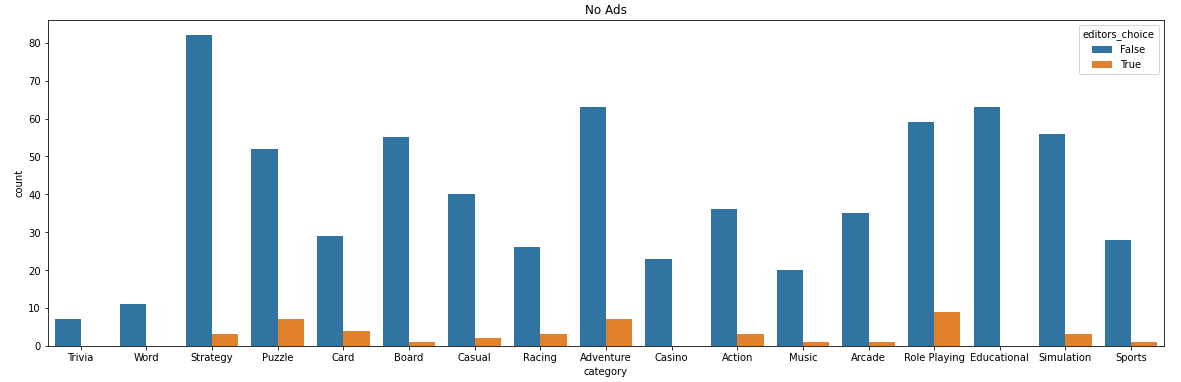 No Ads
editors_choice
False
True
count
80
70
60
50
40
30
20
10
0
Trivia Word Strategy Puzzle Card Board Casual Racing Adventure Casino Action Music Arcade Role Playing Educational Simulation Sports
category